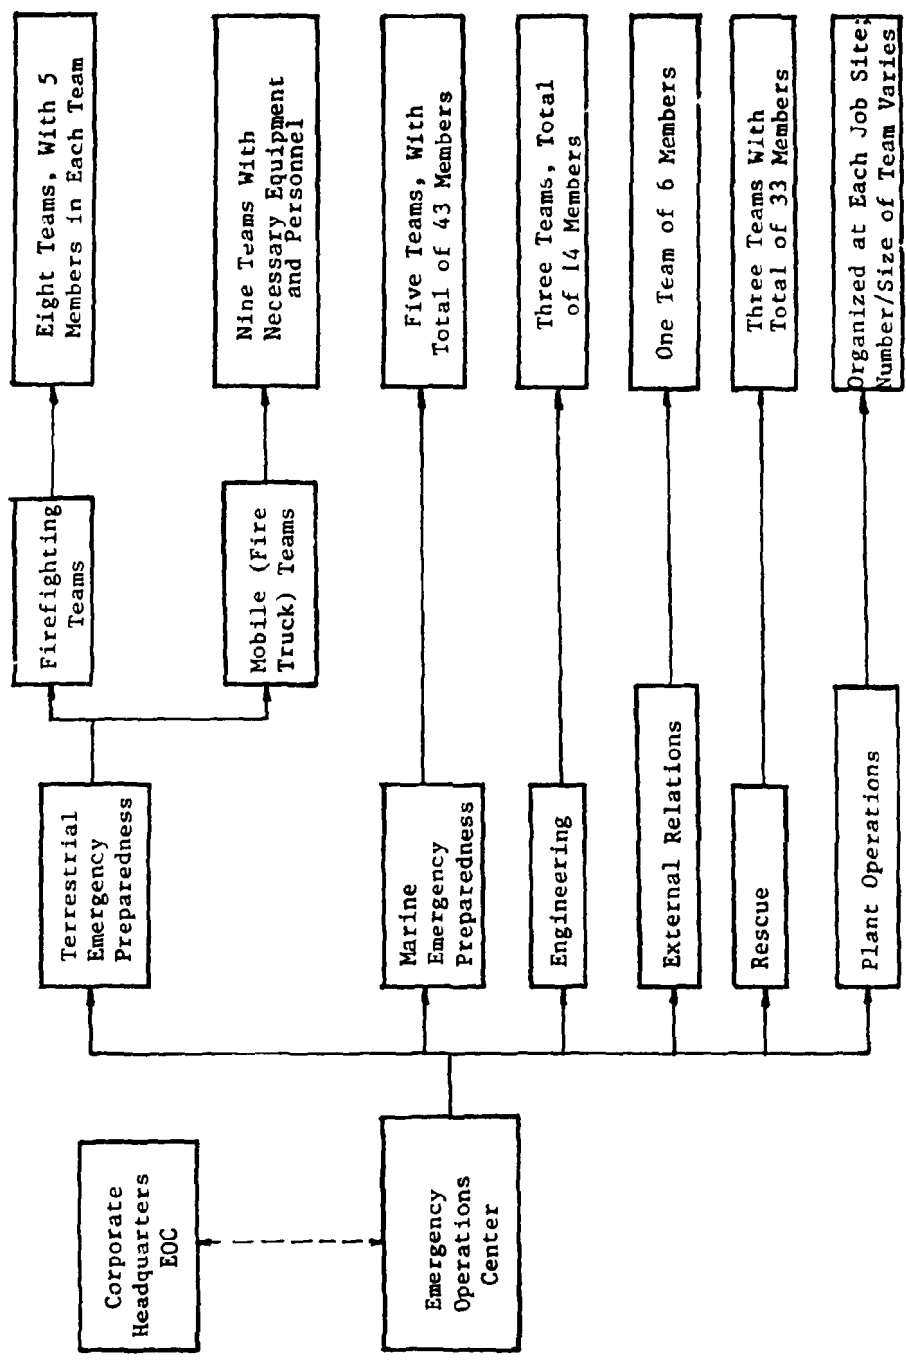 Corporate
Headquarters
EOC
Emergency
Operations
Center
Terrestrial
Emergency
Preparedness
Firefighting
Teams
Eight Teams, With 5
Members in Each Team
Mobile (Fire
Truck) Teams
Nine Teams With
Necessary Equipment
and Personnel
Marine
Emergency
Preparedness
Five Teams, With
Total of 43 Members
Engineering
Three Teams, Total
of 14 Members
External Relations
One Team of 6 Members
Rescue
Three Teams With
Total of 33 Members
Plant Operations
Organized at Each Job Site;
Number/Size of Team Varies